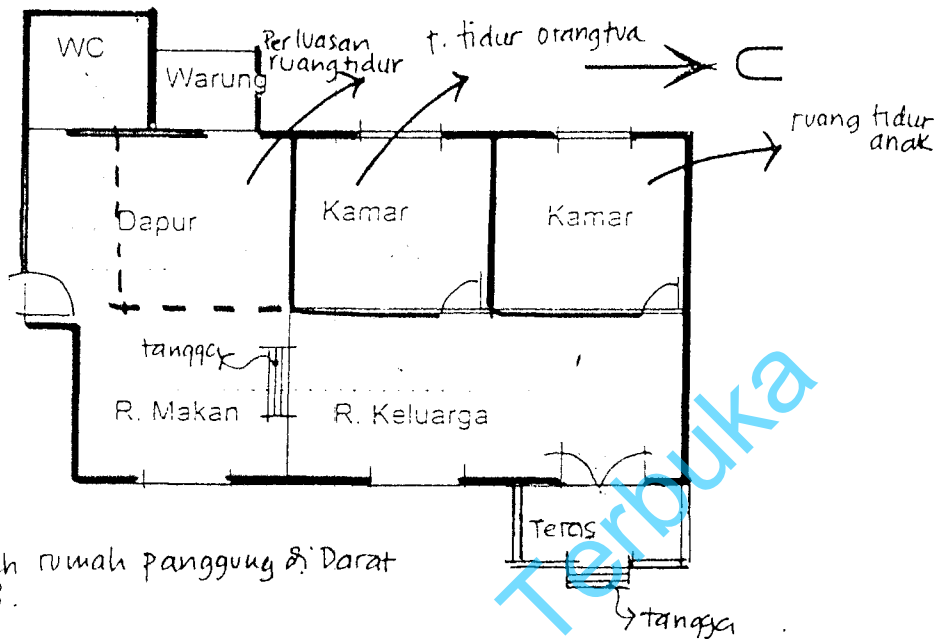 WC
Warung
Perluasan
ruang tidur
r. tidur orangtua
ruang tidur
anak
Dapur
Kamar
Kamar
tangga
R. Makan
R. Keluarga
Teras
rumah panggung di Darat
tangga
Terbuka